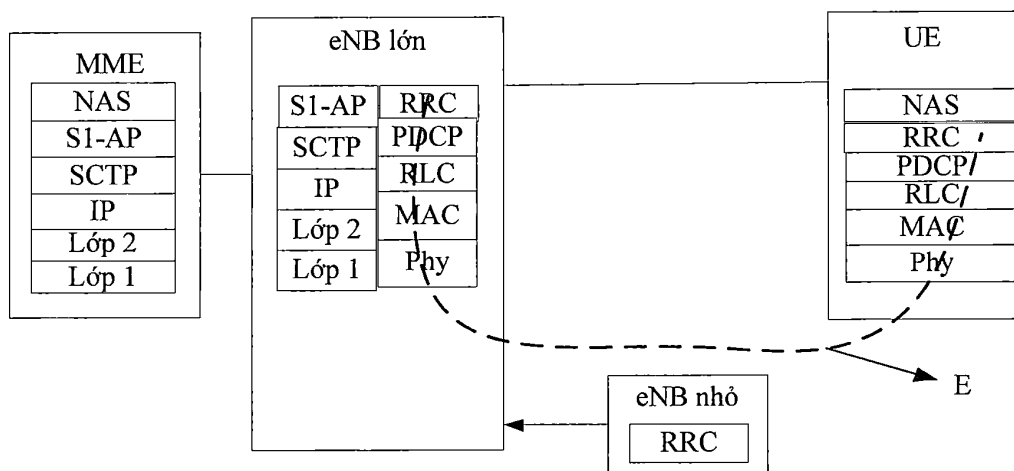 MME
NAS
S1-AP
SCTP
IP
Lớp 2
Lớp 1
eNB lớn
S1-AP
SCTP
IP
Lớp 2
Lớp 1
RRC
PDCP
RLC
MAC
Phy
UE
NAS
RRC
PDCP
RLC
MAC
Phy
E
eNB nhỏ
RRC